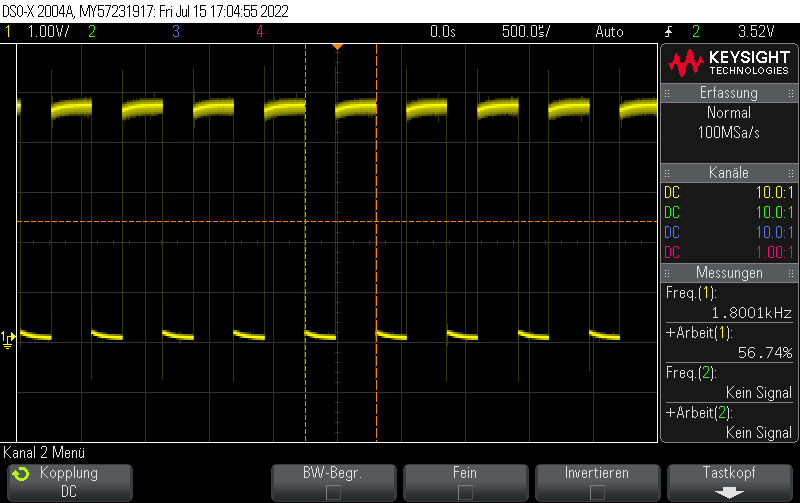 DSO-X 2004A, MY57231917: Fri Jul 15 17:04:55 2022
1 1.00V/ 2 3 4 0.0s 500.0㎲/ Auto 2 3.52V
KEYSIGHT
TECHNOLOGIES
Erfassung
Normal
100MSa/s
Kanäle
DC 10.0:1
DC 10.0:1
DC 10.0:1
DC 1.00:1
Messungen
Freq.(1):
1.8001kHz
+Arbeit(1):
56.74%
Freq.(2):
Kein Signal
+Arbeit(2):
Kein Signal
1
Kanal 2 Menü
Kopplung
DC
BW-Begr.
Fein
Invertieren
Tastkopf